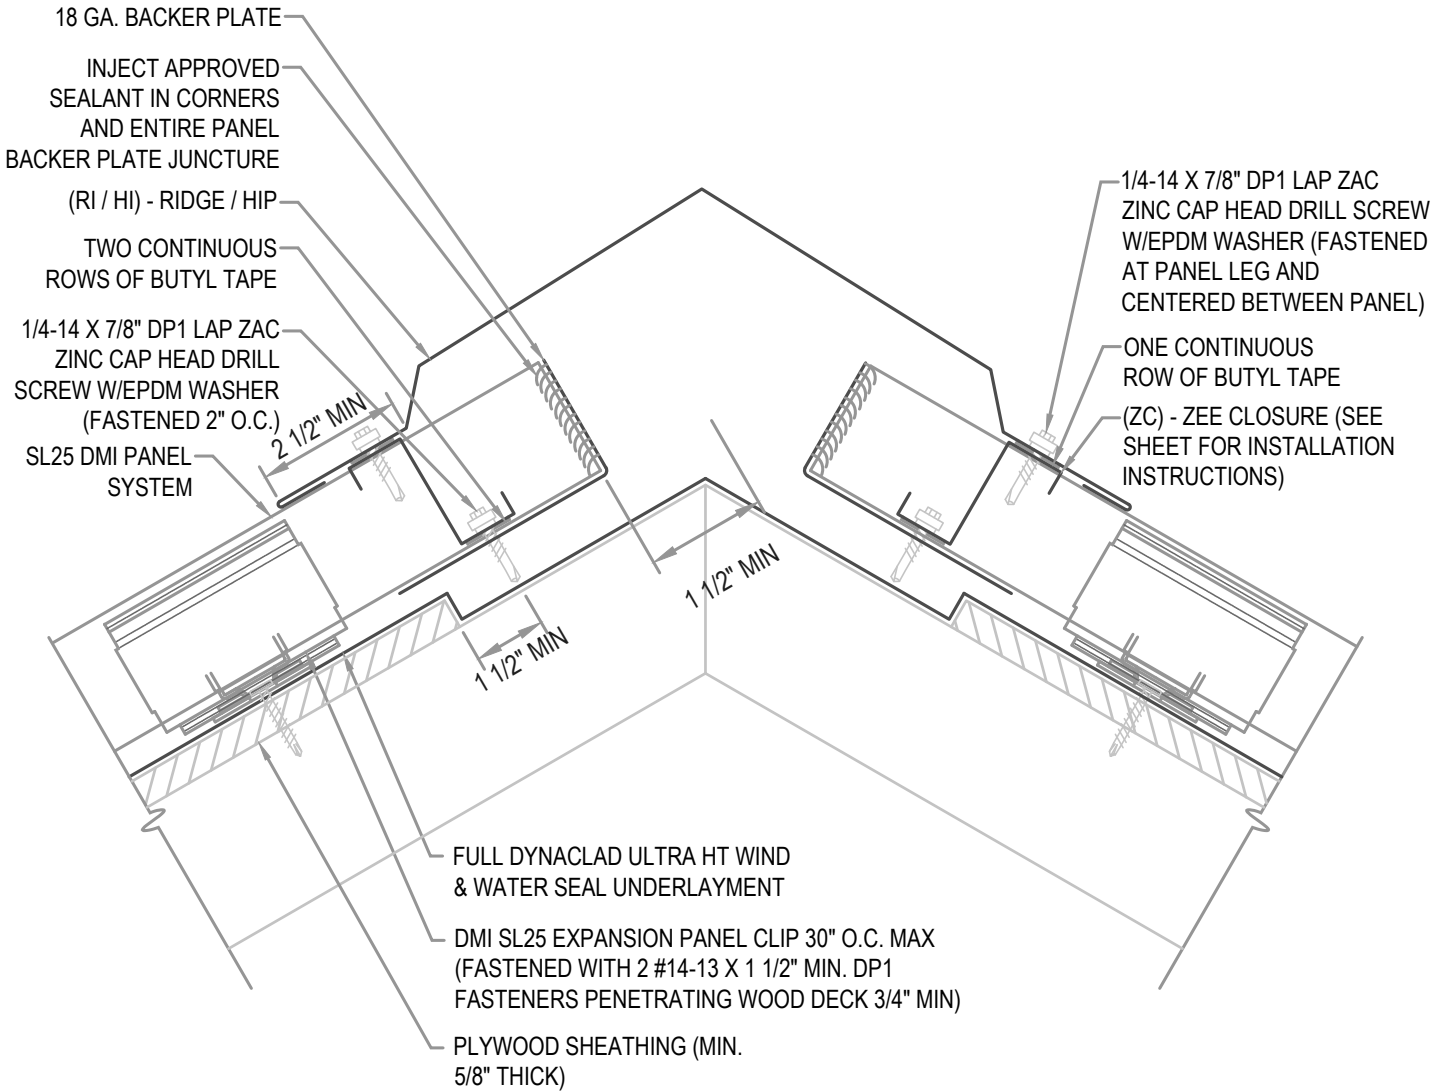 18 GA. BACKER PLATE
INJECT APPROVED
SEALANT IN CORNERS
AND ENTIRE PANEL
BACKER PLATE JUNCTURE
(RI / HI) - RIDGE / HIP
TWO CONTINUOUS
ROWS OF BUTYL TAPE
1/4-14 X 7/8" DP1 LAP ZAC
ZINC CAP HEAD DRILL
SCREW W/EPDM WASHER
(FASTENED 2" O.C.)
SL25 DMI PANEL
SYSTEM
2 1/2" MIN
1 1/2" MIN
1 1/2" MIN
1/4-14 X 7/8" DP1 LAP ZAC
ZINC CAP HEAD DRILL SCREW
W/EPDM WASHER (FASTENED
AT PANEL LEG AND
CENTERED BETWEEN PANEL)
ONE CONTINUOUS
ROW OF BUTYL TAPE
(ZC) - ZEE CLOSURE (SEE
SHEET FOR INSTALLATION
INSTRUCTIONS)
FULL DYNACLAD ULTRA HT WIND
& WATER SEAL UNDERLAYMENT
DMI SL25 EXPANSION PANEL CLIP 30" O.C. MAX
(FASTENED WITH 2 #14-13 X 1 1/2" MIN. DP1
FASTENERS PENETRATING WOOD DECK 3/4" MIN)
PLYWOOD SHEATHING (MIN.
5/8" THICK)